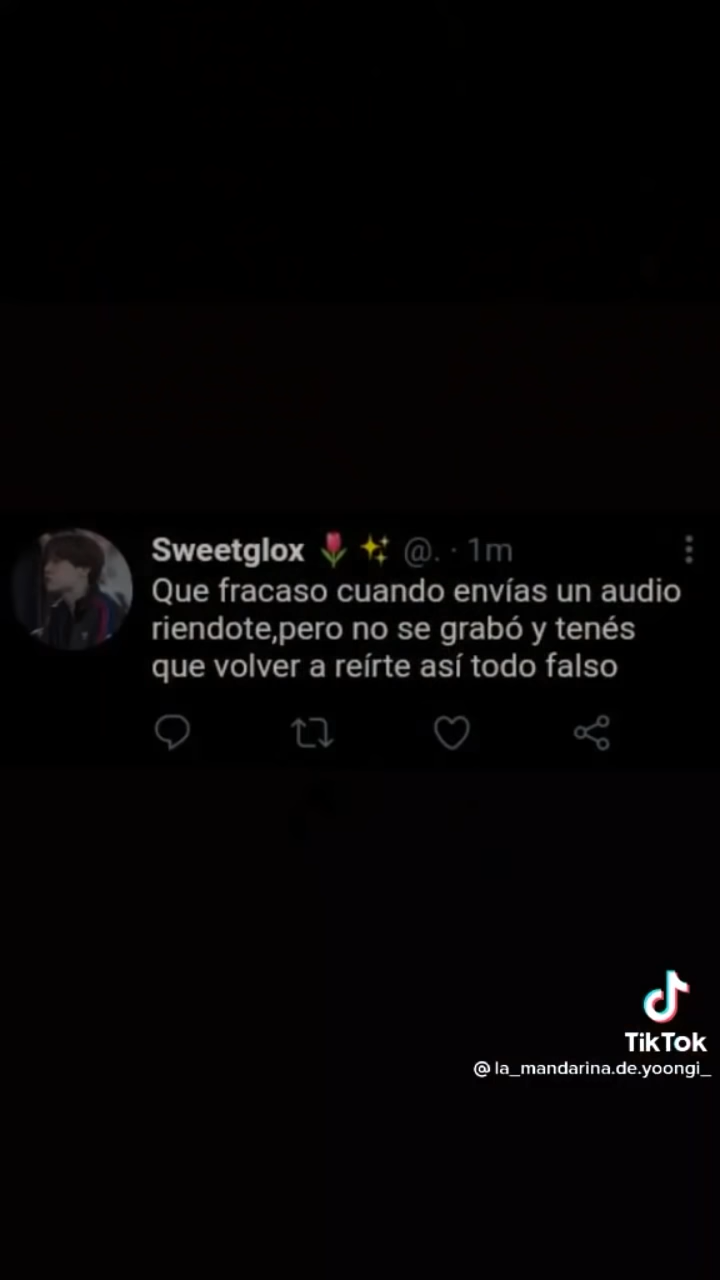 Sweetglox 🌷 ✨ @. · 1m
Que fracaso cuando envías un audio
riendote,pero no se grabó y tenés
que volver a reírte así todo falso
TikTok
@la_mandarina.de.yoongi_